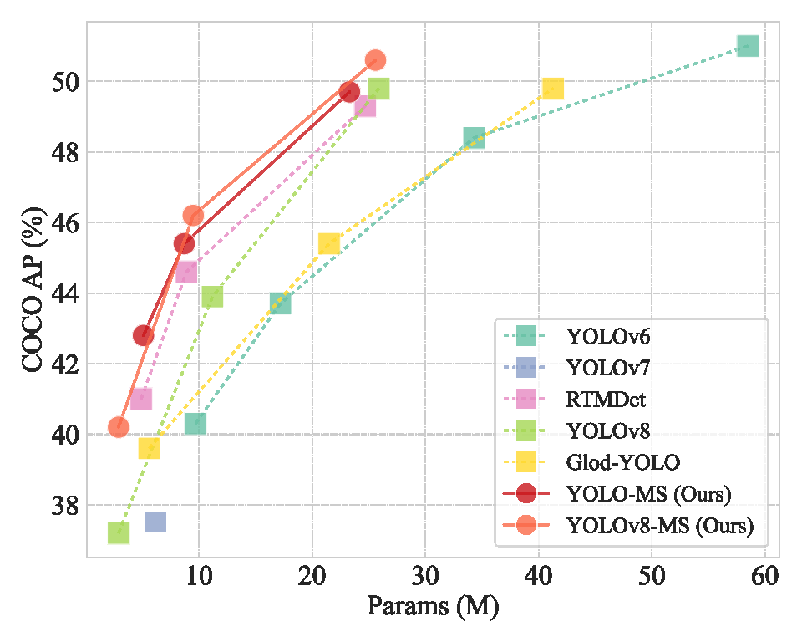 50
48
46
44
42
40
38
COCO AP (%)
10 20 30 40 50 60
Params (M)
YOLOv6
YOLOv7
RTMDct
YOLOv8
Glod-YOLO
YOLO-MS (Ours)
YOLOv8-MS (Ours)